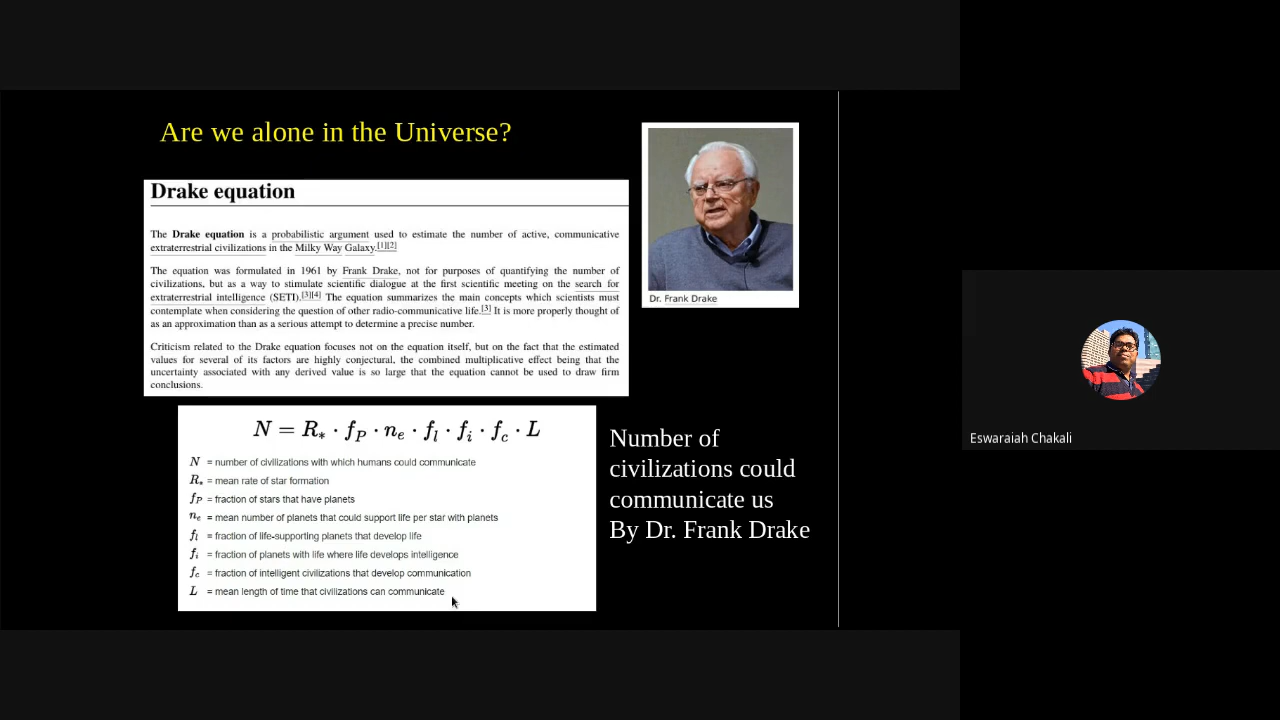 Are we alone in the Universe?
Drake equation
The Drake equation is a probabilistic argument used to estimate the number of active, communicative
extraterrestrial civilizations in the Milky Way Galaxy.[1][2]
The equation was formulated in 1961 by Frank Drake, not for purposes of quantifying the number of
civilizations, but as a way to stimulate scientific dialogue at the first scientific meeting on the search for
extraterrestrial intelligence (SETI).[3][4] The equation summarizes the main concepts which scientists must
contemplate when considering the question of other radio-communicative life.[3] It is more properly thought of
as an approximation than as a serious attempt to determine a precise number.
Criticism related to the Drake equation focuses not on the equation itself, but on the fact that the estimated
values for several of its factors are highly conjectural, the combined multiplicative effect being that the
uncertainty associated with any derived value is so large that the equation cannot be used to draw firm
conclusions.
Dr. Frank Drake
N = R* · fP · ne · fl · fi · fc · L
N = number of civilizations with which humans could communicate
R* = mean rate of star formation
fP = fraction of stars that have planets
ne = mean number of planets that could support life per star with planets
fl = fraction of life-supporting planets that develop life
fi = fraction of planets with life where life develops intelligence
fc = fraction of intelligent civilizations that develop communication
L = mean length of time that civilizations can communicate
Number of
civilizations could
communicate us
By Dr. Frank Drake
Eswaraiah Chakali